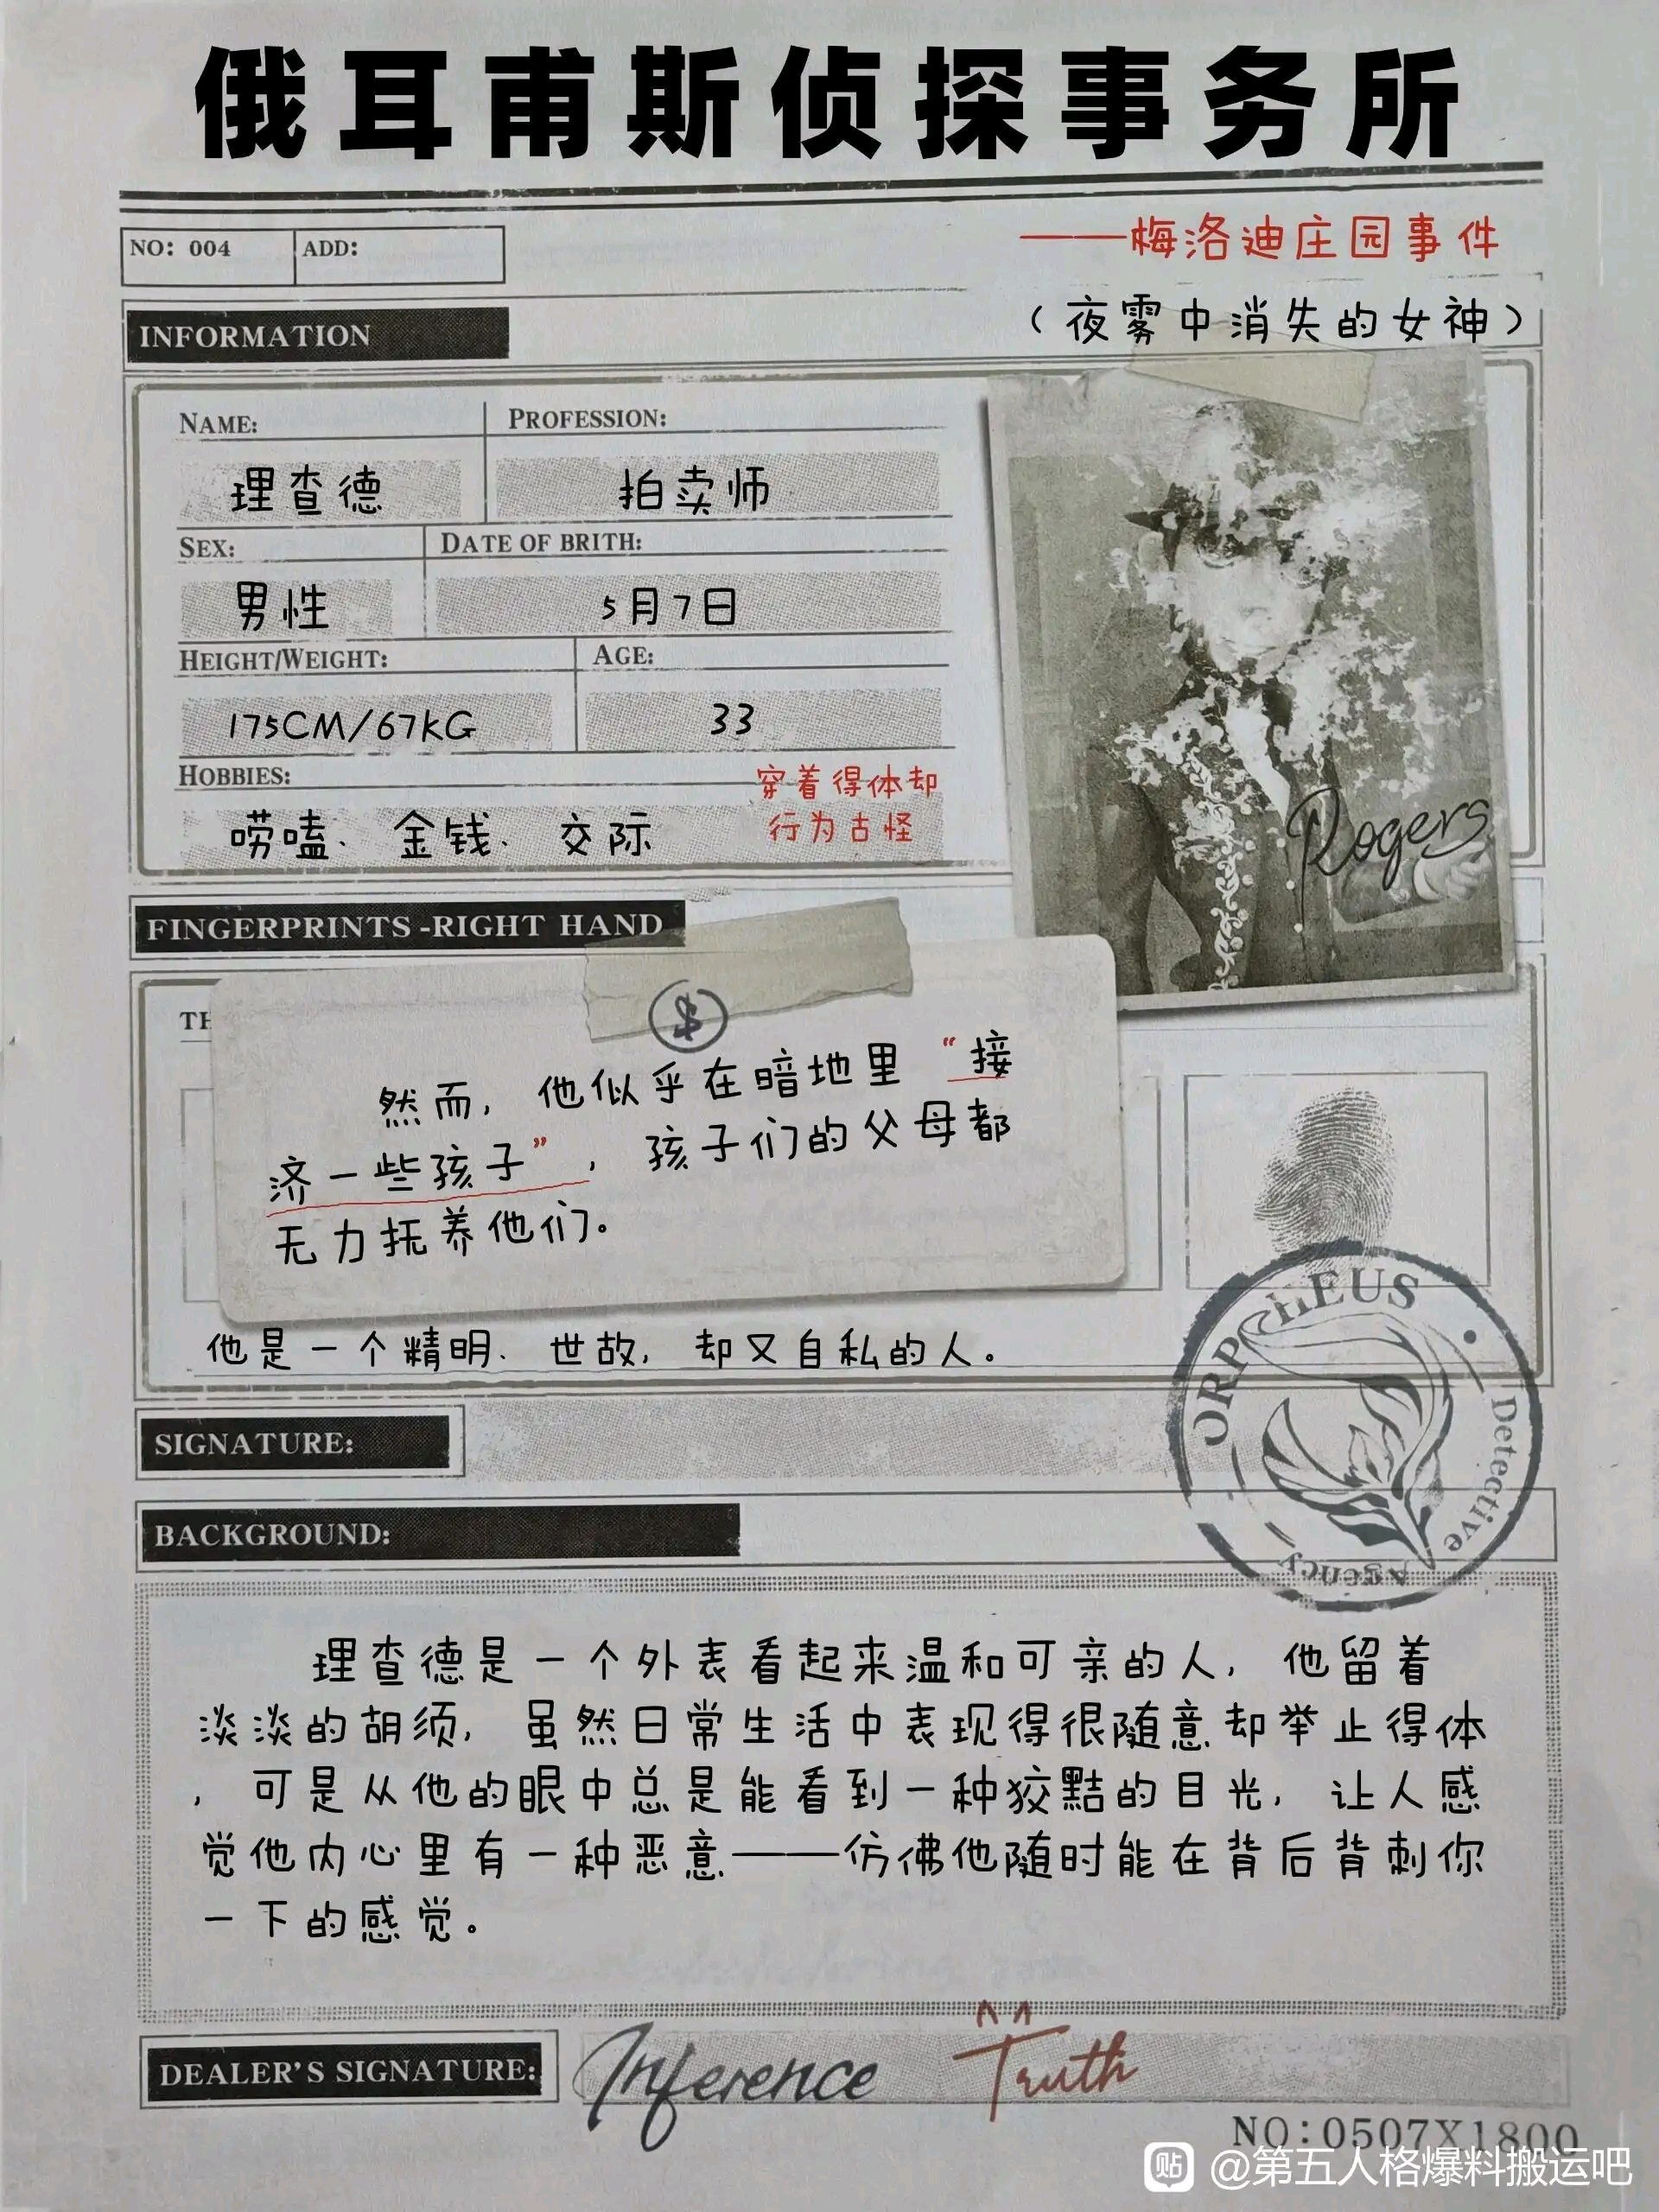 俄耳甫斯侦探事务所
NO: 004
ADD:
——梅洛迪庄园事件
（夜雾中消失的女神）
INFORMATION
NAME:
PROFESSION:
理查德
拍卖师
SEX:
DATE OF BRITH:
男性
5月7日
HEIGHT/WEIGHT:
AGE:
175CM/67KG
33
HOBBIES:
唠嗑、金钱、交际
穿着得体却
行为古怪
Rogers
FINGERPRINTS -RIGHT HAND
TH
$
然而，他似乎在暗地里“接
济一些孩子”，孩子们的父母都
无力抚养他们。
他是一个精明、世故，却又自私的人。
ORPHEUS
Detective
Agency
SIGNATURE:
BACKGROUND:
理查德是一个外表看起来温和可亲的人，他留着
淡淡的胡须，虽然日常生活中表现得很随意却举止得体
，可是从他的眼中总是能看到一种狡黠的目光，让人感
觉他内心里有一种恶意——仿佛他随时能在背后背刺你
一下的感觉。
DEALER'S SIGNATURE:
Inference
Truth
NO:0507X1800
贴 @第五人格爆料搬运吧